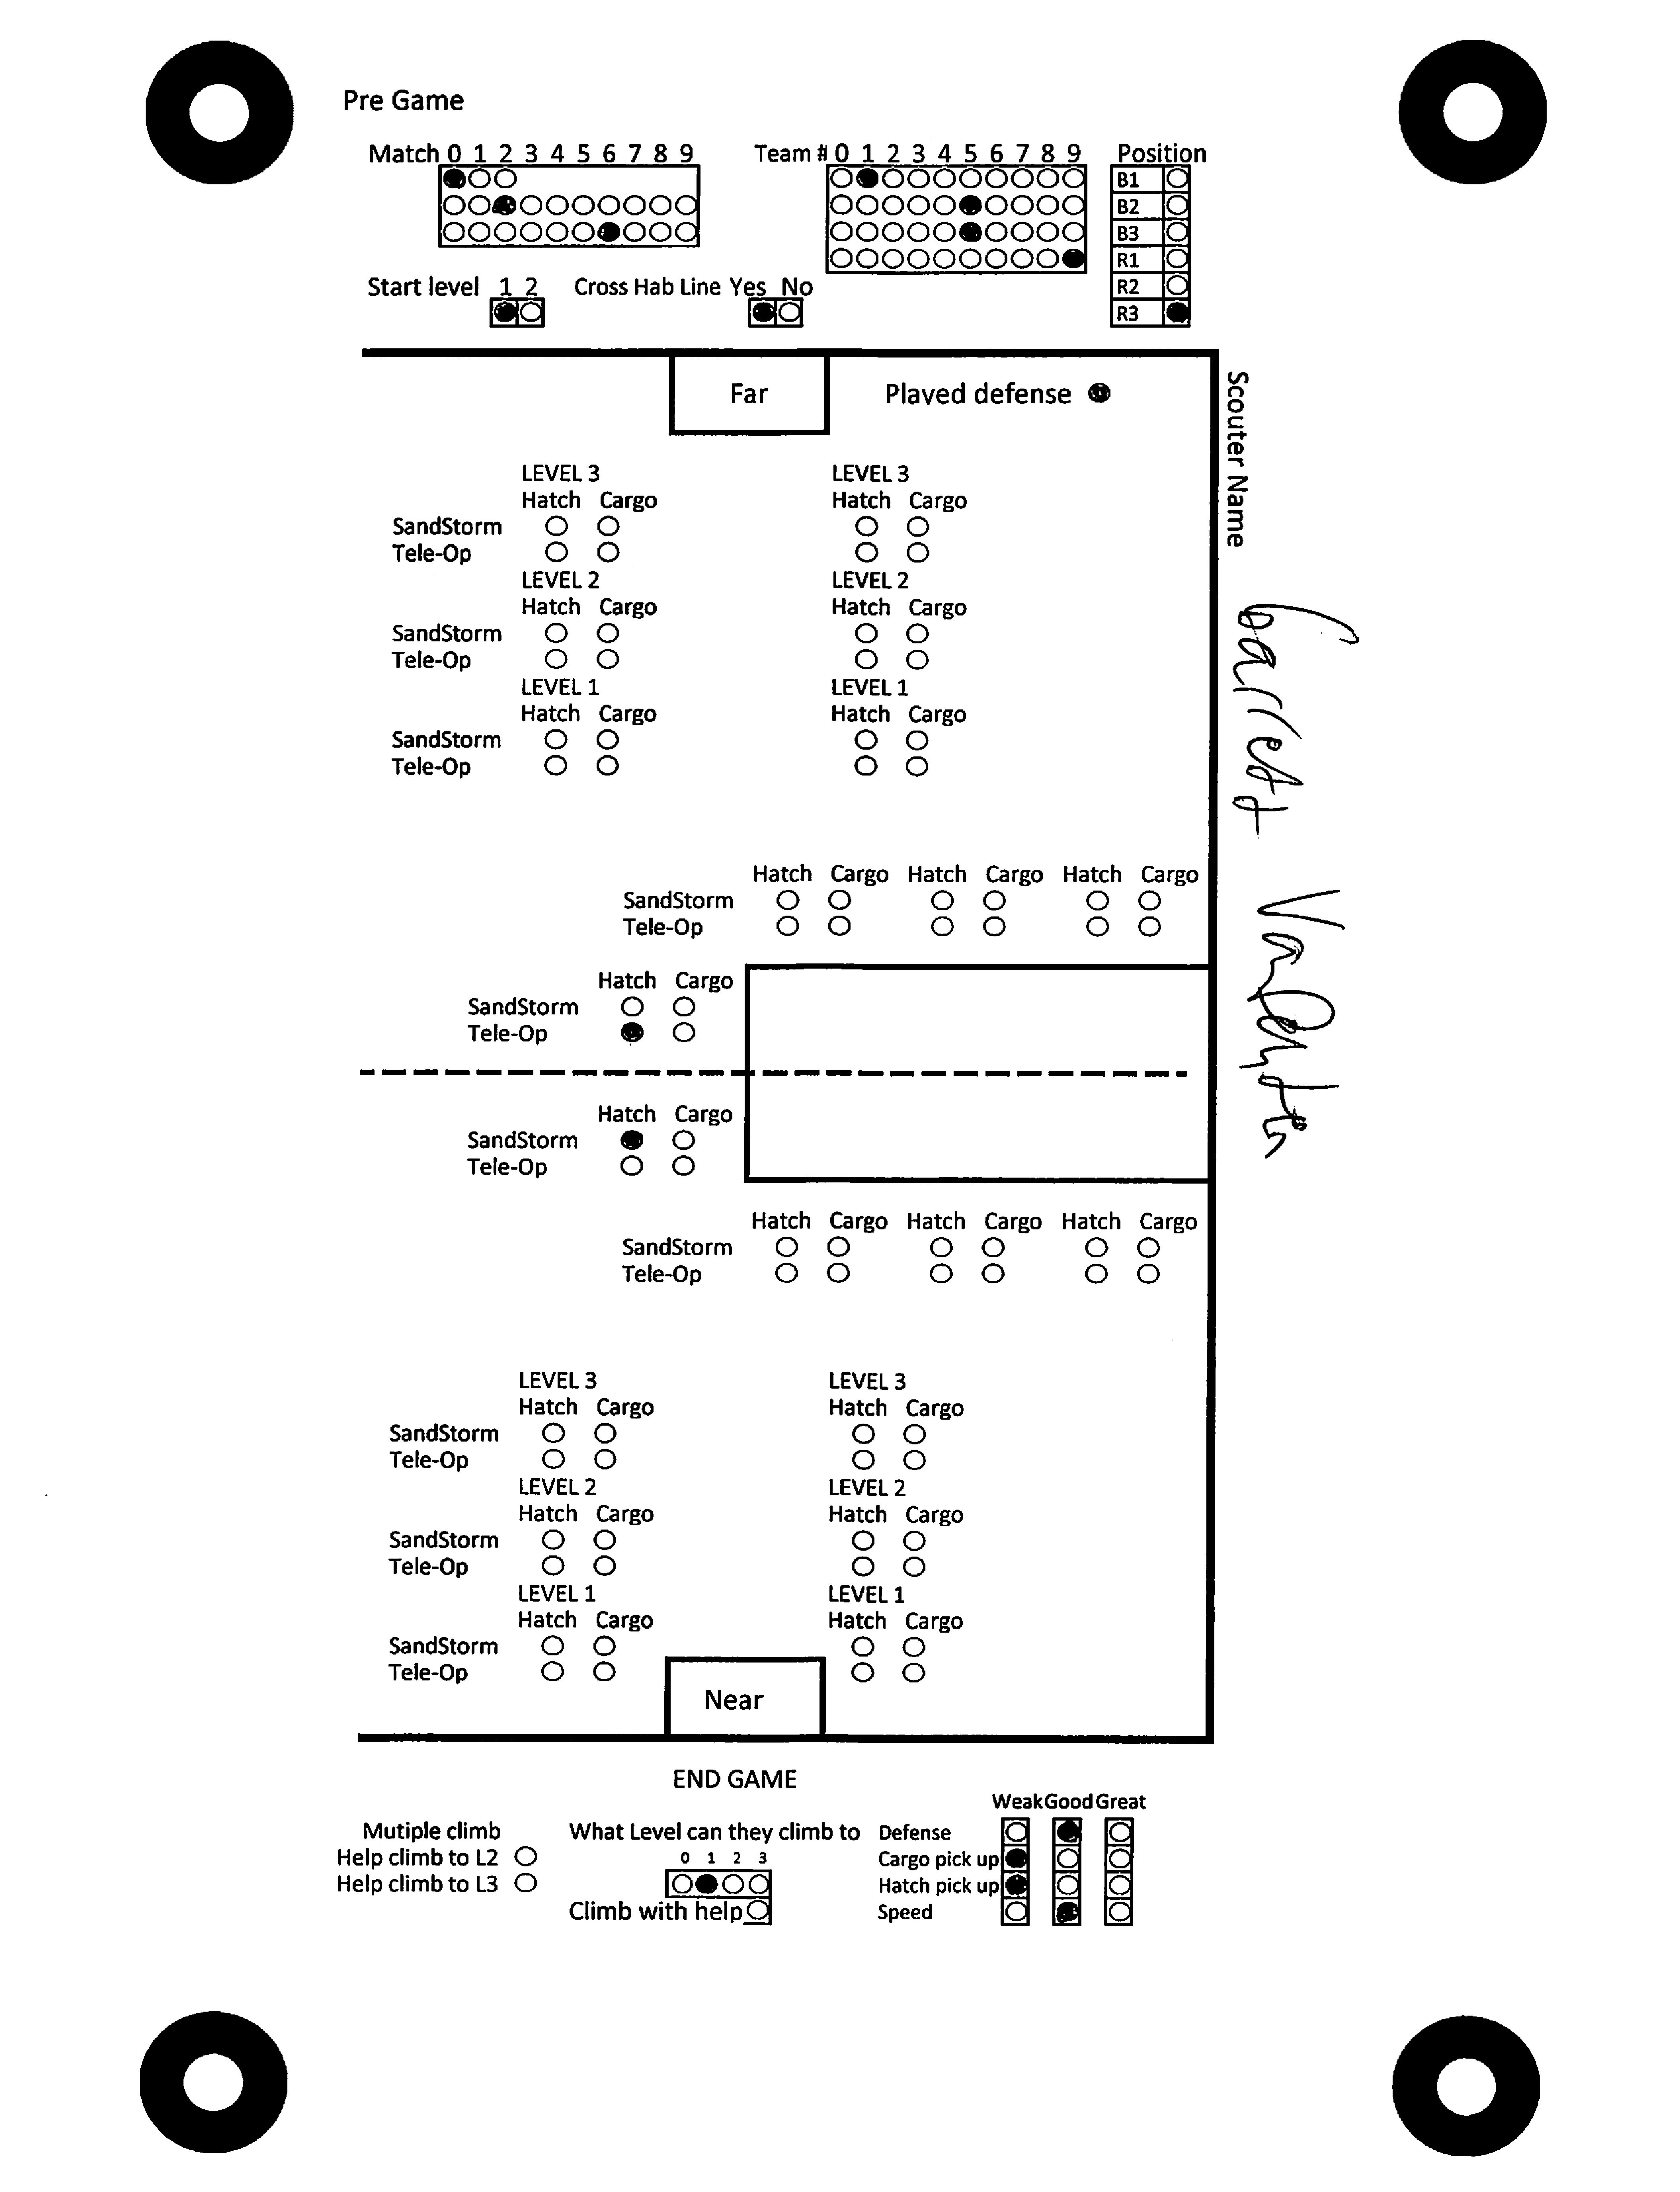 Pre Game
Match 0 1 2 3 4 5 6 7 8 9
Team # 0 1 2 3 4 5 6 7 8 9
Position
B1
B2
B3
R1
R2
R3
Start level 1 2
Cross Hab Line Yes No
Far
Plaved defense
Scouter Name
Garrett
LEVEL 3 LEVEL 3
Hatch Cargo Hatch Cargo
SandStorm
Tele-Op
LEVEL 2 LEVEL 2
Hatch Cargo Hatch Cargo
SandStorm
Tele-Op
LEVEL 1 LEVEL 1
Hatch Cargo Hatch Cargo
SandStorm
Tele-Op
Hatch Cargo Hatch Cargo Hatch Cargo
SandStorm
Tele-Op
Hatch Cargo
SandStorm
Tele-Op
Hatch Cargo
SandStorm
Tele-Op
Hatch Cargo Hatch Cargo Hatch Cargo
SandStorm
Tele-Op
LEVEL 3 LEVEL 3
Hatch Cargo Hatch Cargo
SandStorm
Tele-Op
LEVEL 2 LEVEL 2
Hatch Cargo Hatch Cargo
SandStorm
Tele-Op
LEVEL 1 LEVEL 1
Hatch Cargo Hatch Cargo
SandStorm
Tele-Op
Near
END GAME
Mutiple climb
Help climb to L2
Help climb to L3
What Level can they climb to
0 1 2 3
Climb with help
Weak Good Great
Defense
Cargo pick up
Hatch pick up
Speed